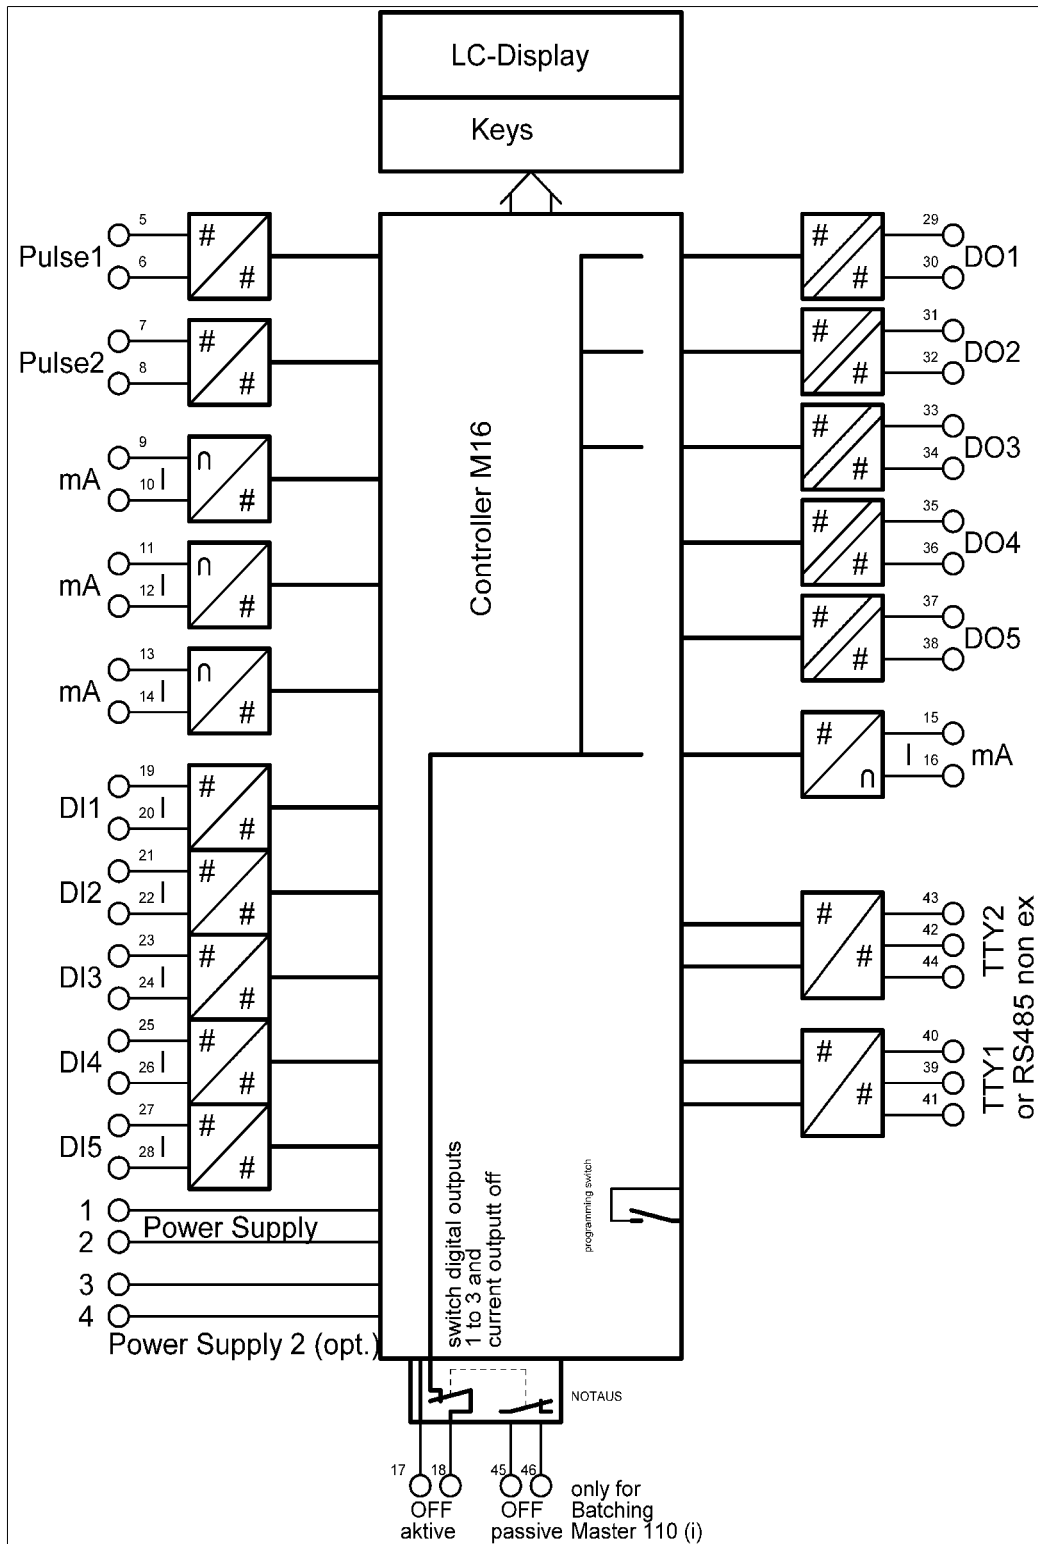 LC-Display
Keys
Controller M16
5
Pulse1
6
#
#
7
Pulse2
8
#
#
9
mA
10 I
∩
#
11
mA
12 I
∩
#
13
mA
14 I
∩
#
19
DI1
20 I
#
#
21
DI2
22 I
#
#
23
DI3
24 I
#
#
25
DI4
26 I
#
#
27
DI5
28 I
#
#
1
Power Supply
2
3
4
Power Supply 2 (opt.)
#
#
29
DO1
30
#
#
31
DO2
32
#
#
33
DO3
34
#
#
35
DO4
36
#
#
37
DO5
38
#
∩
15
I 16
mA
#
#
43
42
44
TTY2
#
#
40
39
41
TTY1
or RS485 non ex
switch digital outputs
1 to 3 and
current outputt off
programming switch
NOTAUS
17
18
45
46
OFF
aktive
OFF
passive
only for
Batching
Master 110 (i)